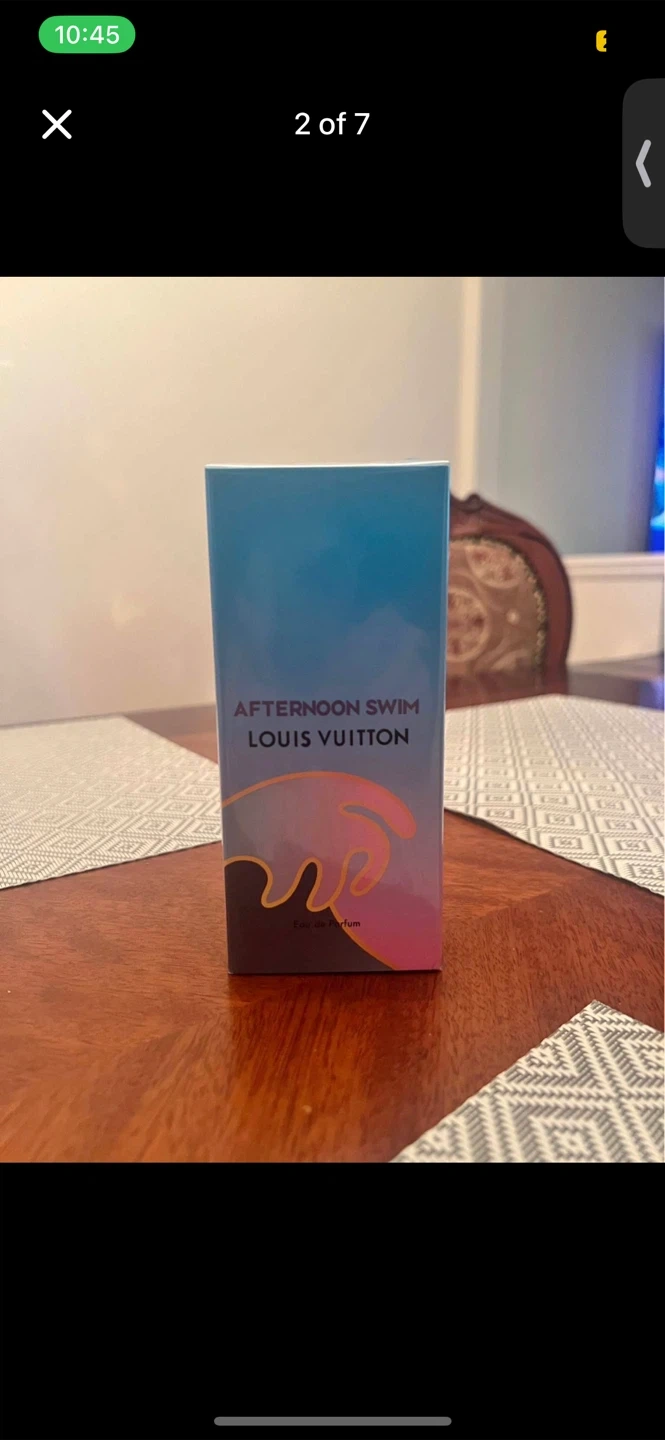 10:45
2 of 7
AFTERNOON SWIM
LOUIS VUITTON
Eau de Parfum